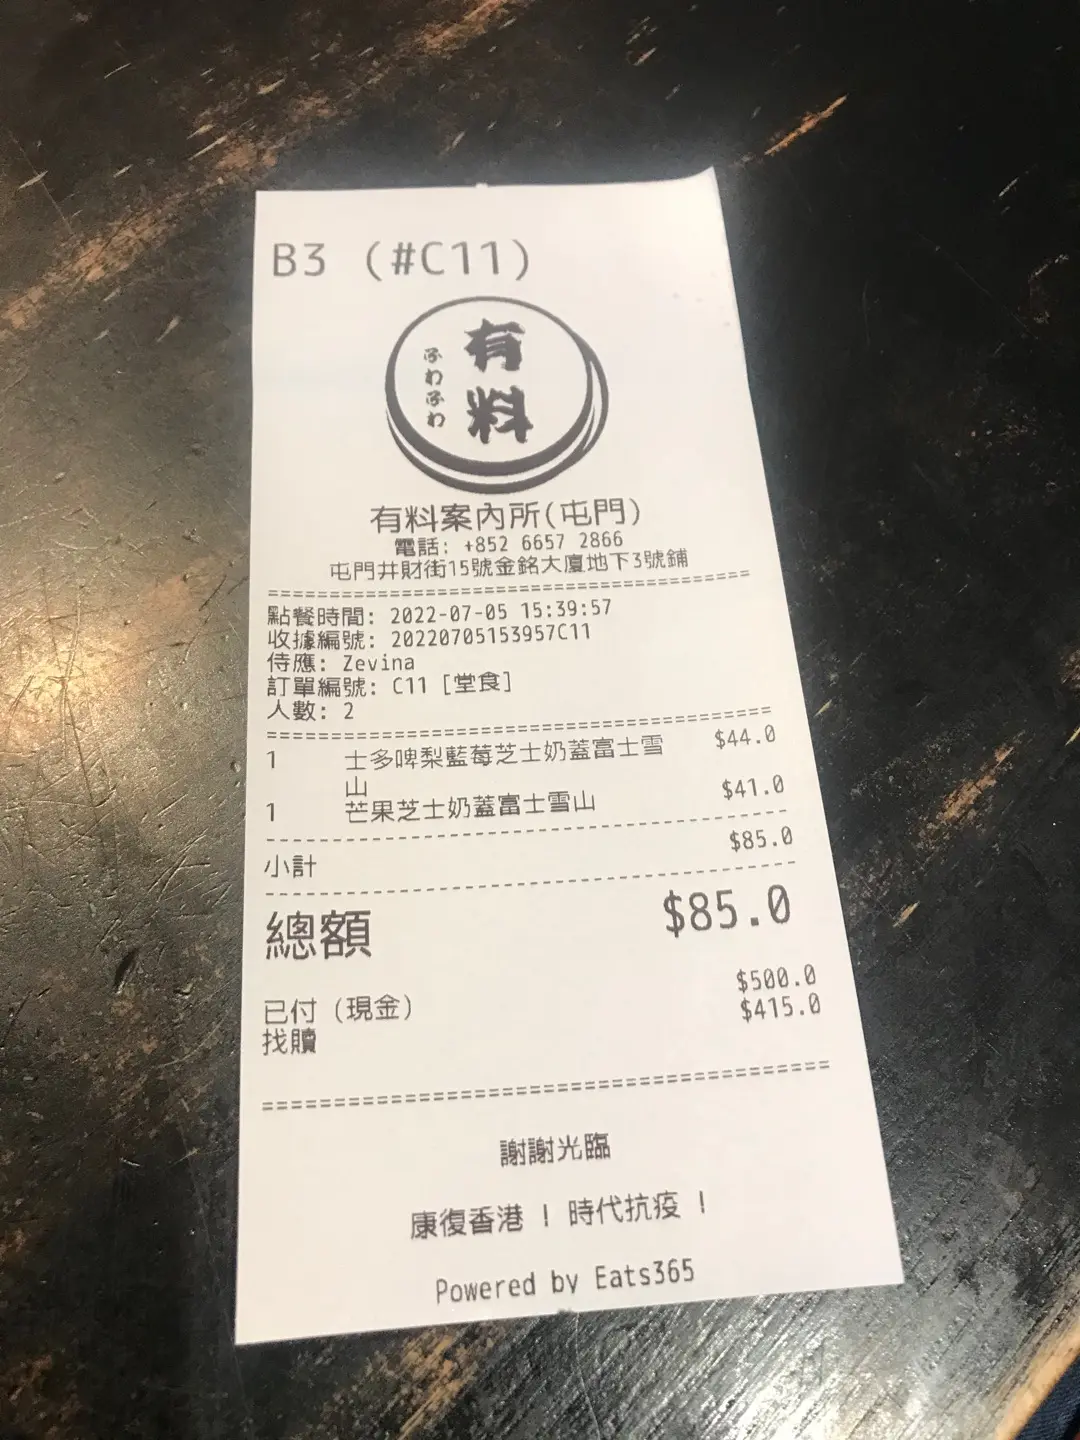 B3 (#C11)
有料
ふわふわ
有料案內所(屯門)
電話: +852 6657 2866
屯門井財街15號金銘大廈地下3號鋪
點餐時間: 2022-07-05 15:39:57
收據編號: 20220705153957C11
侍應: Zevina
訂單編號: C11 [堂食]
人數: 2
1 士多啤梨藍莓芝士奶蓋富士雪 $44.0
山
1 芒果芝士奶蓋富士雪山 $41.0
小計 $85.0
總額 $85.0
已付 (現金) $500.0
找贖 $415.0
謝謝光臨
康復香港 ! 時代抗疫 !
Powered by Eats365